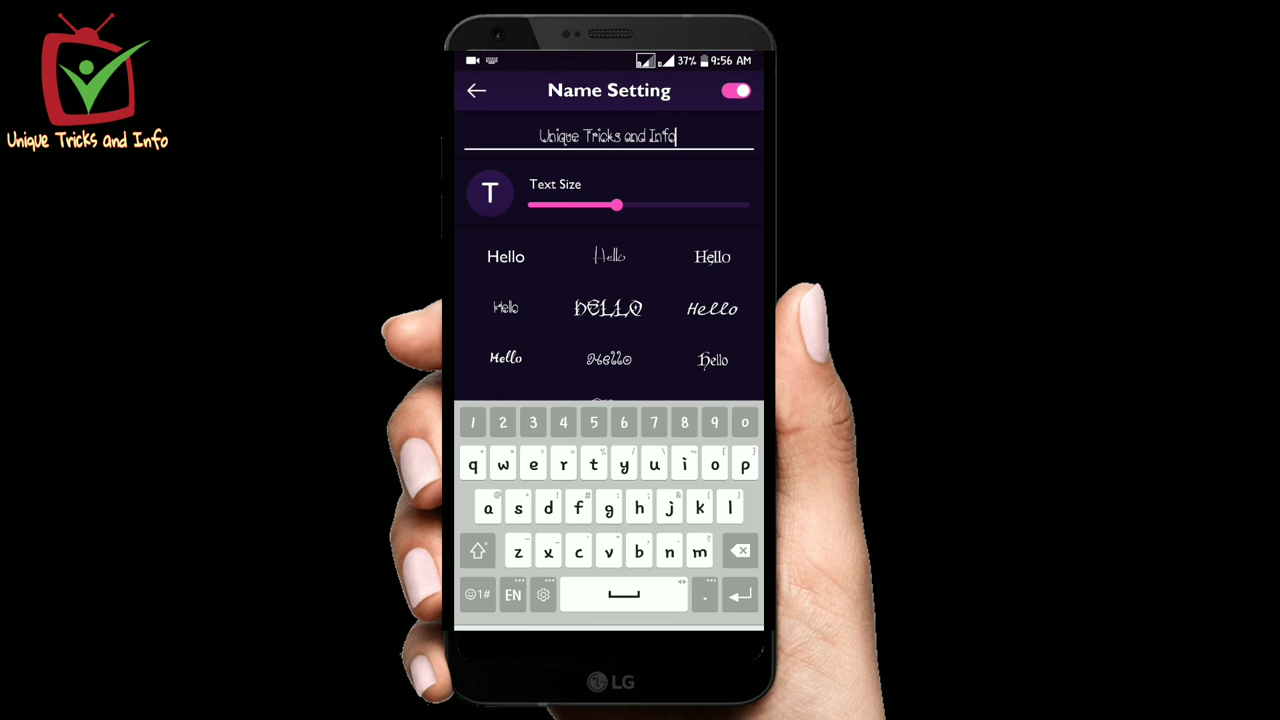 Unique Tricks and Info
37% 9:56 AM
Name Setting
Unique Tricks and Info
T Text Size
Hello Hello Hello
Hello HELLO Hello
Hello Hello Hello
1 2 3 4 5 6 7 8 9 0
q w e r t y u i o p
a s d f g h j k l
z x c v b n m
1# EN .
LG